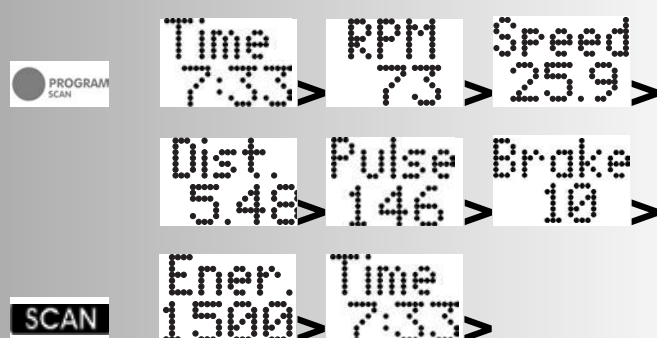 PROGRAM
SCAN
Time
7:33
>
RPM
73
>
Speed
25.9
>
Dist.
5.48
>
Pulse
146
>
Brake
10
>
SCAN
Ener.
1500
>
Time
7:33
>